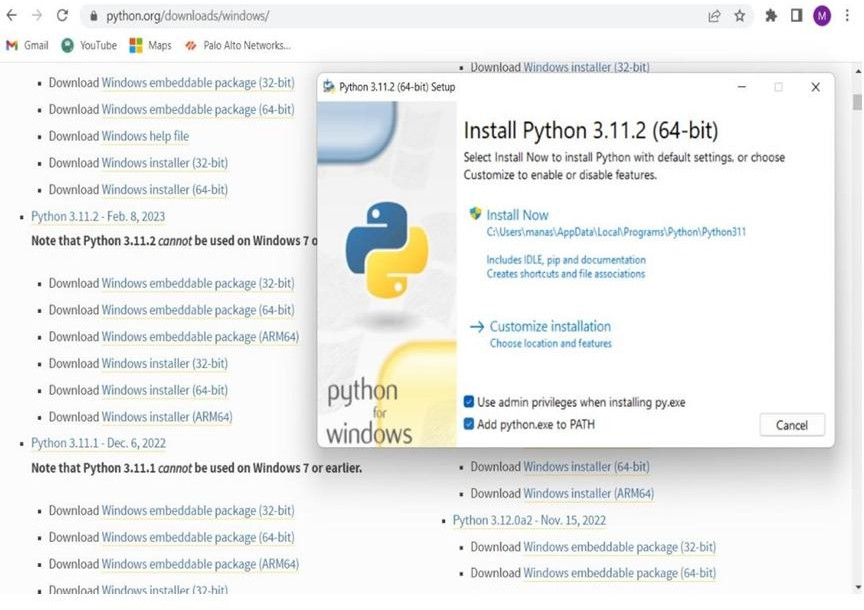 python.org/downloads/windows/
M
Gmail
YouTube
Maps
Palo Alto Networks...
Download Windows embeddable package (32-bit)
Download Windows embeddable package (64-bit)
Download Windows help file
Download Windows installer (32-bit)
Download Windows installer (64-bit)
Python 3.11.2 - Feb. 8, 2023
Note that Python 3.11.2 cannot be used on Windows 7 o
Download Windows embeddable package (32-bit)
Download Windows embeddable package (64-bit)
Download Windows embeddable package (ARM64)
Download Windows installer (32-bit)
Download Windows installer (64-bit)
Download Windows installer (ARM64)
Python 3.11.1 - Dec. 6, 2022
Note that Python 3.11.1 cannot be used on Windows 7 or earlier.
Download Windows embeddable package (32-bit)
Download Windows embeddable package (64-bit)
Download Windows embeddable package (ARM64)
Download Windows installer (32-bit)
Download Windows installer (32-bit)
Python 3.11.2 (64-bit) Setup
Install Python 3.11.2 (64-bit)
Select Install Now to install Python with default settings, or choose
Customize to enable or disable features.
Install Now
C:\Users\manas\AppData\Local\Programs\Python\Python311
Includes IDLE, pip and documentation
Creates shortcuts and file associations
Customize installation
Choose location and features
python
for
windows
Use admin privileges when installing py.exe
Add python.exe to PATH
Cancel
Download Windows installer (64-bit)
Download Windows installer (ARM64)
Python 3.12.0a2 - Nov. 15, 2022
Download Windows embeddable package (32-bit)
Download Windows embeddable package (64-bit)